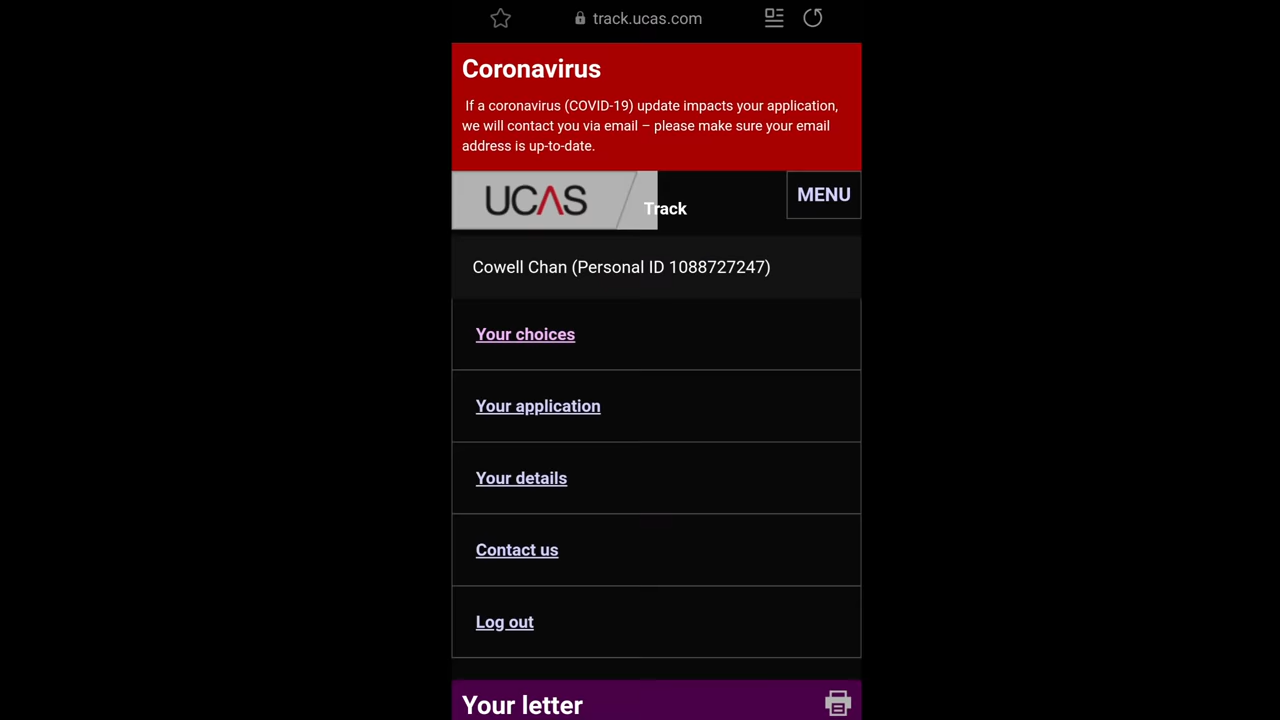 track.ucas.com
Coronavirus
If a coronavirus (COVID-19) update impacts your application,
we will contact you via email – please make sure your email
address is up-to-date.
UCAS
Track
MENU
Cowell Chan (Personal ID 1088727247)
Your choices
Your application
Your details
Contact us
Log out
Your letter